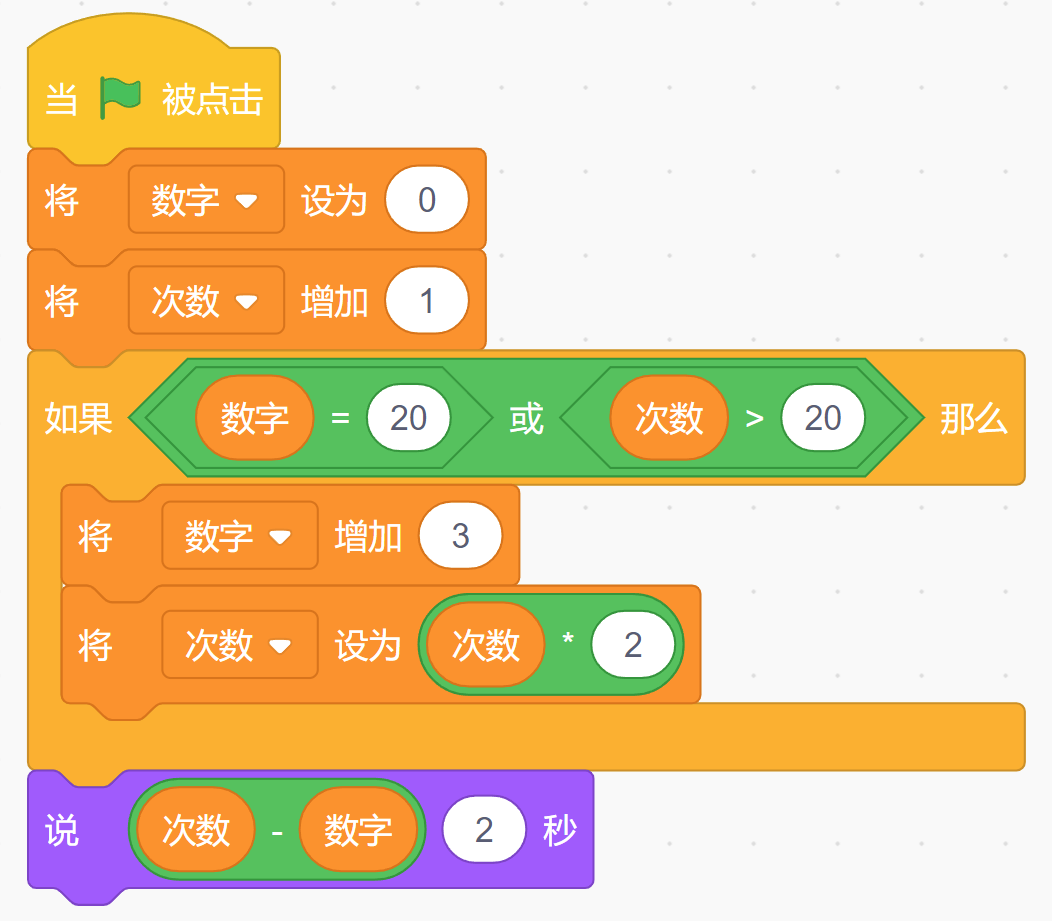 当 被点击
将 数字 设为 0
将 次数 增加 1
如果 数字 = 20 或 次数 > 20 那么
将 数字 增加 3
将 次数 设为 次数 * 2
说 次数 - 数字 2 秒